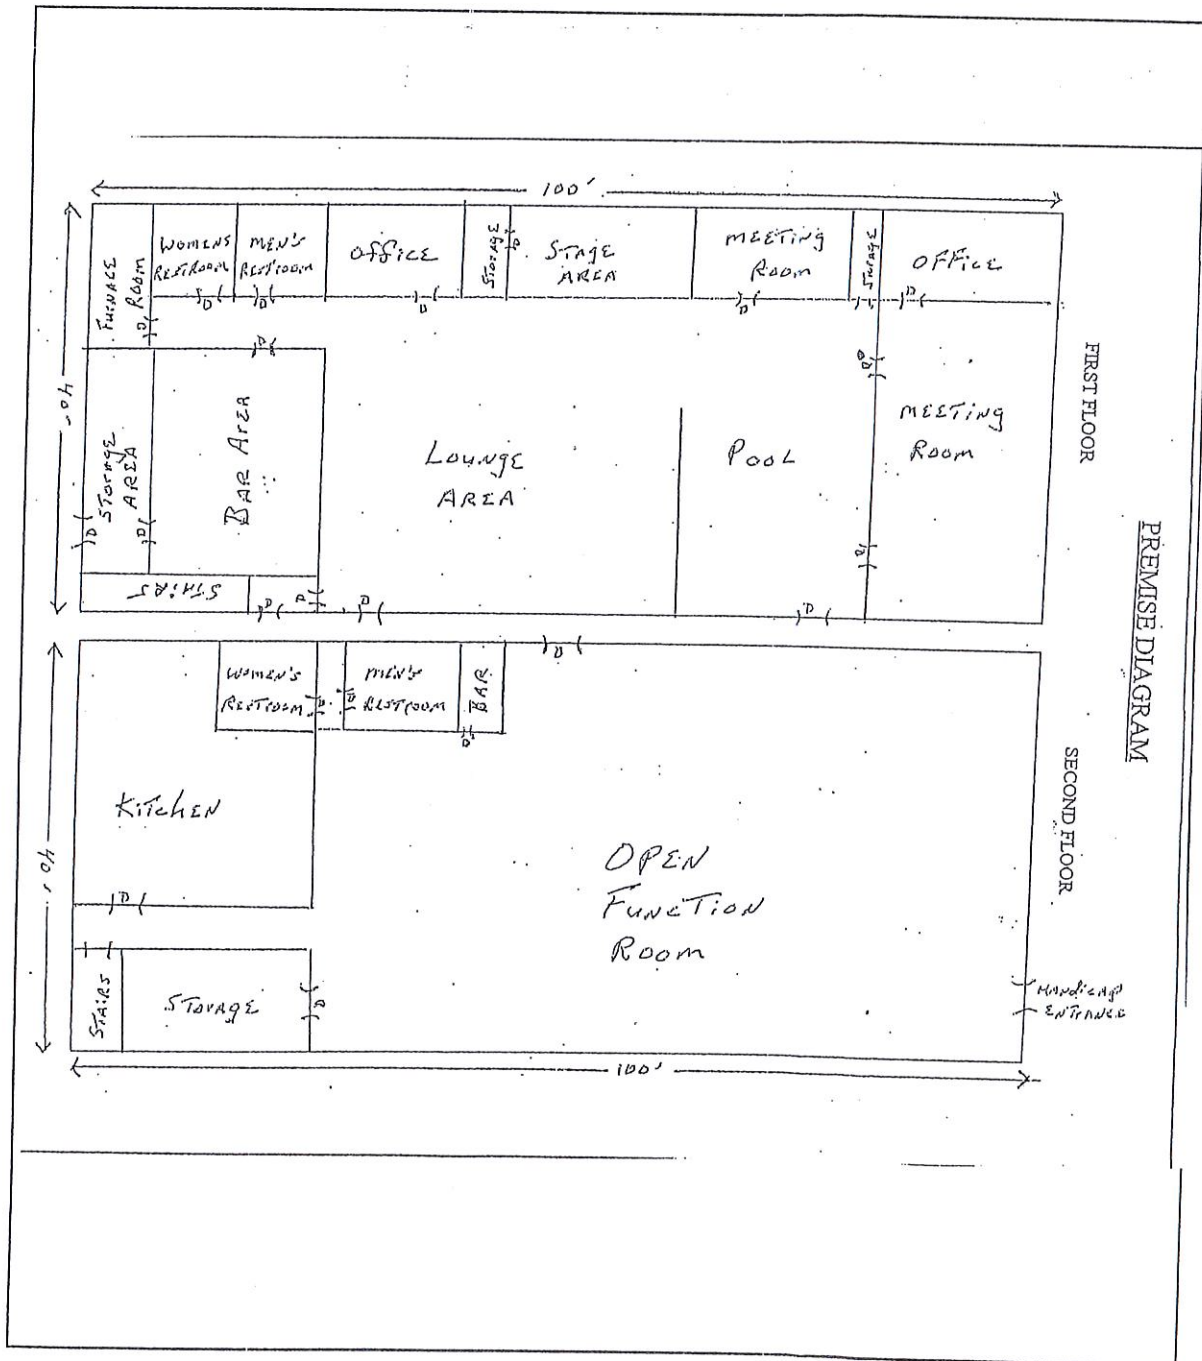 PREMISE DIAGRAM
FIRST FLOOR
100'
40'
FURNACE
ROOM
WOMENS
RESTROOM
D
MEN'S
RESTROOM
D
OFFICE
D
STORAGE
D
STAGE
AREA
MEETING
ROOM
D
STAIRS
OFFICE
D
D
D
STORAGE
AREA
D
D
BAR AREA
LOUNGE
AREA
POOL
D
MEETING
ROOM
D
STAIRS
D
D
D
D
SECOND FLOOR
40'
WOMEN'S
RESTROOM
D
D
MEN'S
RESTROOM
BAR
D
D
KITCHEN
D
OPEN
FUNCTION
ROOM
STAIRS
STORAGE
D
HANDICAP
ENTRANCE
100'